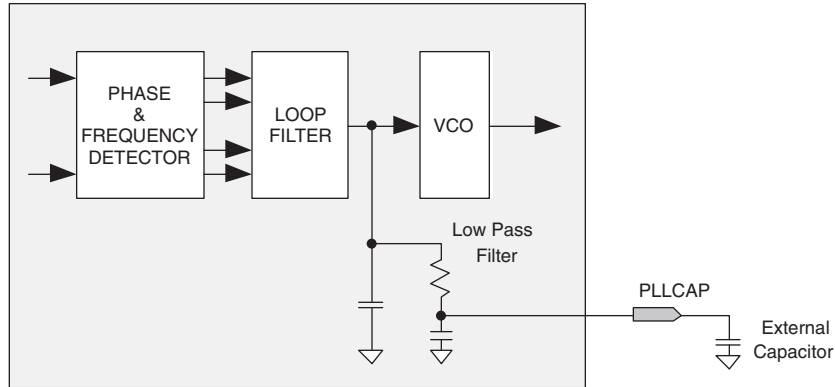 PHASE
&
FREQUENCY
DETECTOR
LOOP
FILTER
VCO
Low Pass
Filter
PLLCAP
External
Capacitor